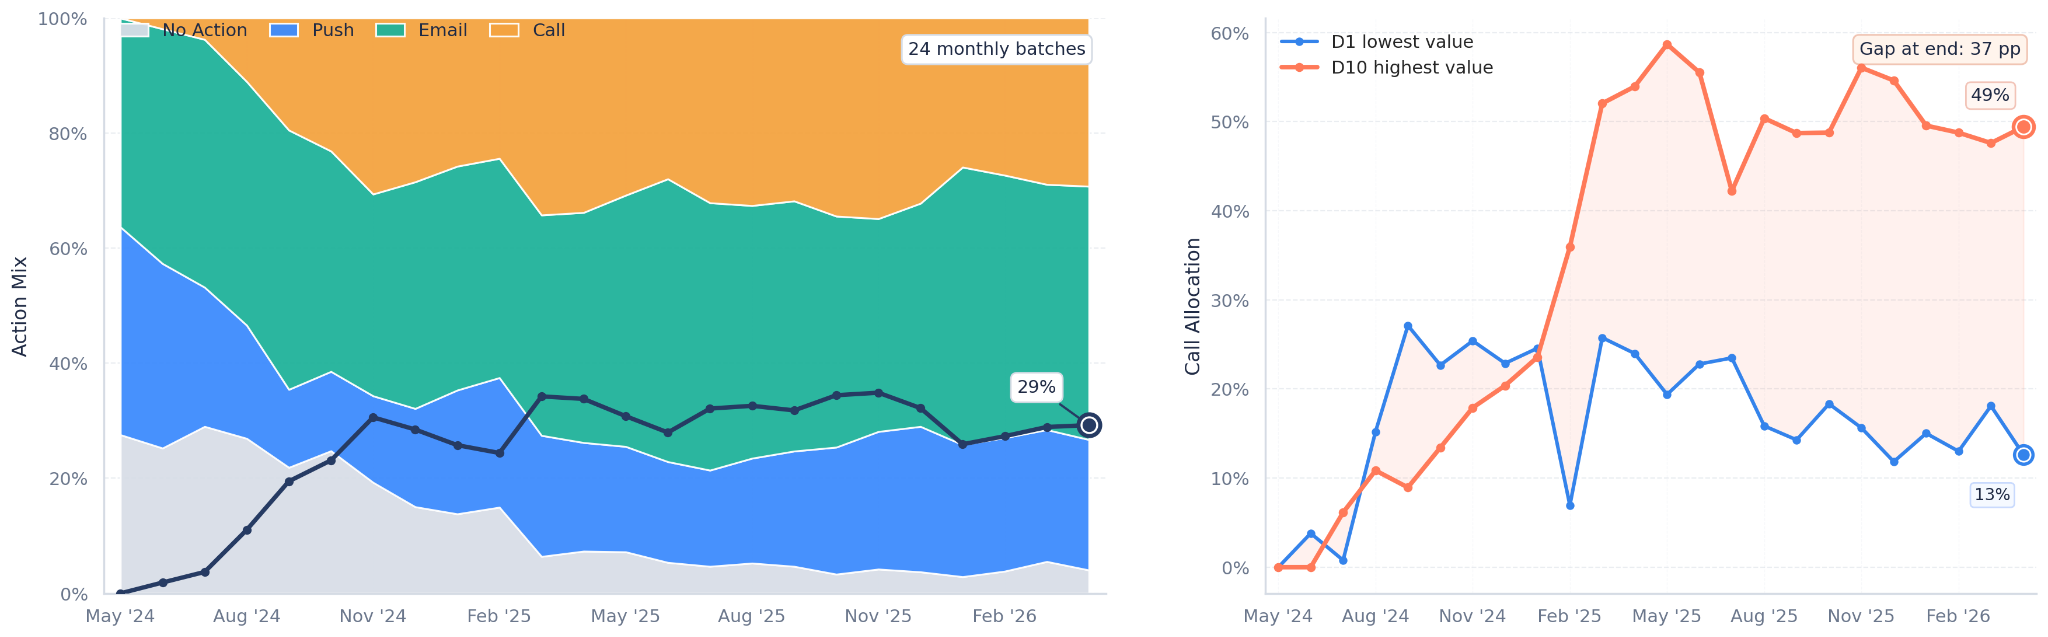 100%
80%
60%
40%
20%
0%
Action Mix
No Action
Push
Email
Call
24 monthly batches
29%
May '24
Aug '24
Nov '24
Feb '25
May '25
Aug '25
Nov '25
Feb '26
60%
50%
40%
30%
20%
10%
0%
Call Allocation
D1 lowest value
D10 highest value
Gap at end: 37 pp
49%
13%
May '24
Aug '24
Nov '24
Feb '25
May '25
Aug '25
Nov '25
Feb '26